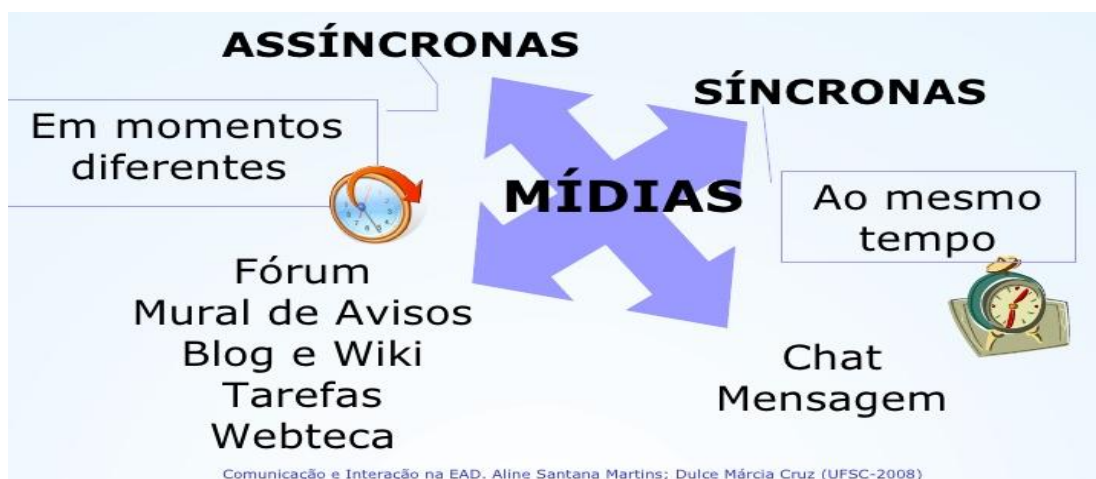 ASSÍNCRONAS
Em momentos
diferentes
Fórum
Mural de Avisos
Blog e Wiki
Tarefas
Webteca
MÍDIAS
SÍNCRONAS
Ao mesmo
tempo
Chat
Mensagem
Comunicação e Interação na EAD. Aline Santana Martins; Dulce Márcia Cruz (UFSC-2008)